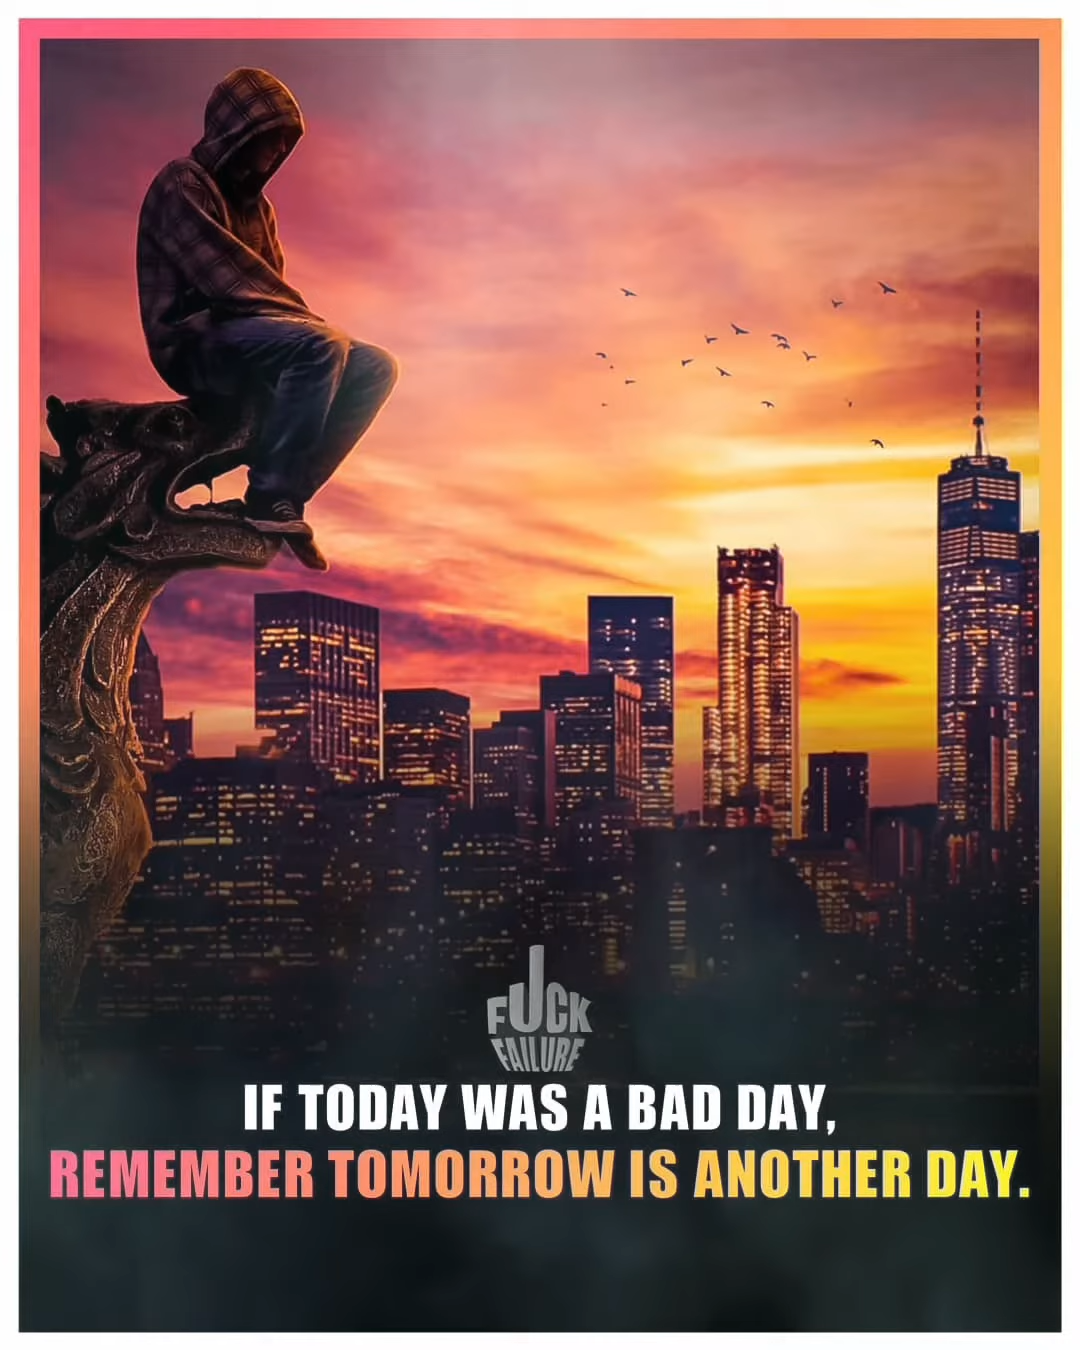 FUCK
FAILURE
IF TODAY WAS A BAD DAY,
REMEMBER TOMORROW IS ANOTHER DAY.